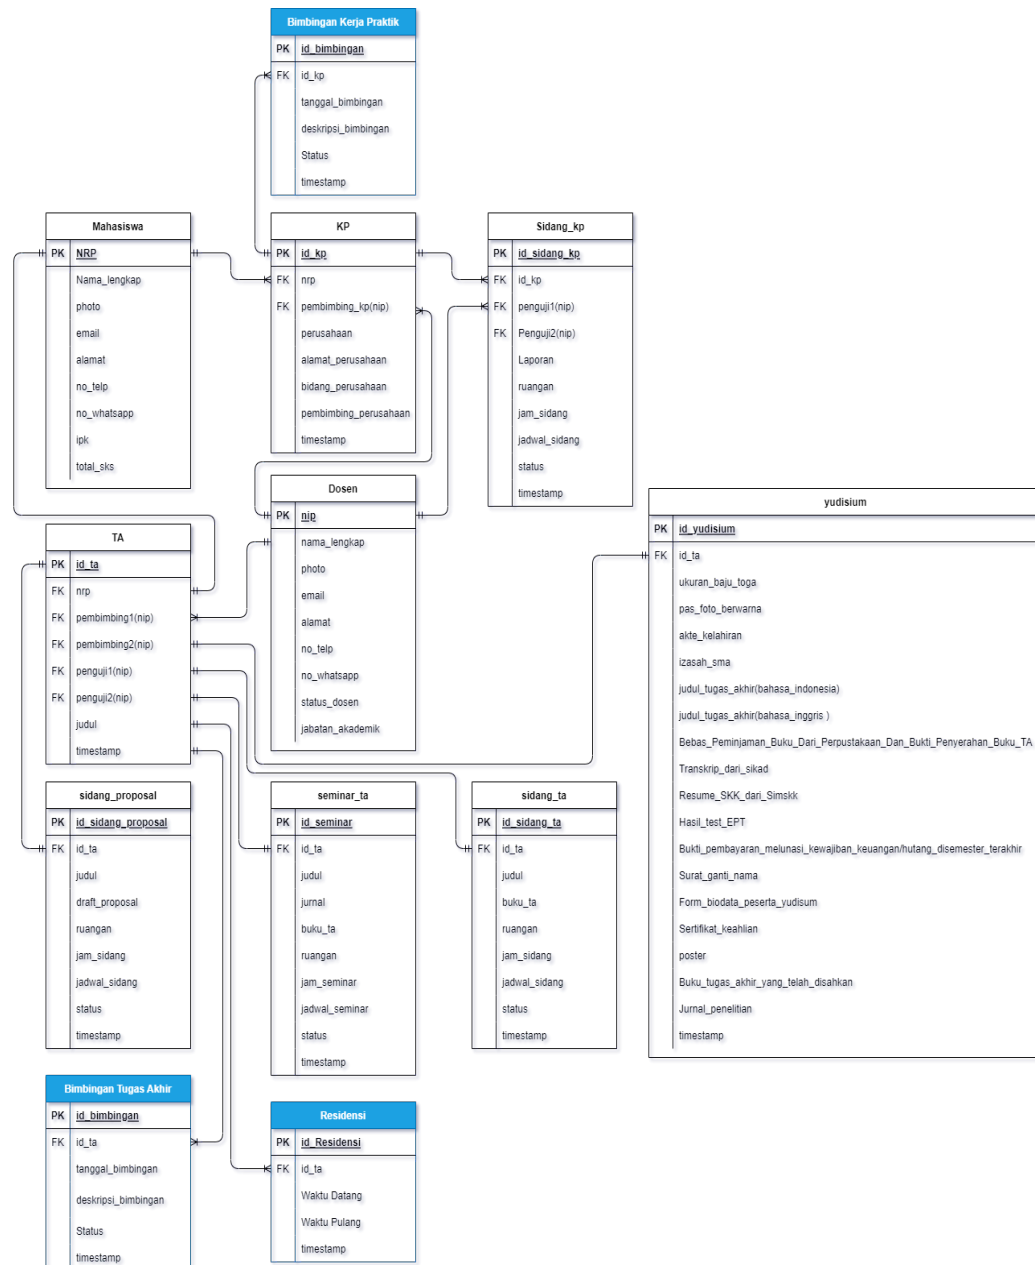 Bimbingan Kerja Praktik
PK id_bimbingan
FK id_kp
tanggal_bimbingan
deskripsi_bimbingan
Status
timestamp
Mahasiswa
PK NRP
Nama_lengkap
photo
email
alamat
no_telp
no_whatsapp
ipk
total_sks
KP
PK id_kp
FK nrp
FK pembimbing_kp(nip)
perusahaan
alamat_perusahaan
bidang_perusahaan
pembimbing_perusahaan
timestamp
Sidang_kp
PK id_sidang_kp
FK id_kp
FK penguji1(nip)
FK Penguji2(nip)
Laporan
ruangan
jam_sidang
jadwal_sidang
status
timestamp
Dosen
PK nip
nama_lengkap
photo
email
alamat
no_telp
no_whatsapp
status_dosen
jabatan_akademik
TA
PK id_ta
FK nrp
FK pembimbing1(nip)
FK pembimbing2(nip)
FK penguji1(nip)
FK penguji2(nip)
judul
timestamp
yudisium
PK id_yudisium
FK id_ta
ukuran_baju_toga
pas_foto_berwarna
akte_kelahiran
izasah_sma
judul_tugas_akhir(bahasa_indonesia)
judul_tugas_akhir(bahasa_inggris )
Bebas_Peminjaman_Buku_Dari_Perpustakaan_Dan_Bukti_Penyerahan_Buku_TA
Transkrip_dari_sikad
Resume_SKK_dari_Simskk
Hasil_test_EPT
Bukti_pembayaran_melunasi_kewajiban_keuangan/hutang_disemester_terakhir
Surat_ganti_nama
Form_biodata_peserta_yudisum
Sertifikat_keahlian
poster
Buku_tugas_akhir_yang_telah_disahkan
Jurnal_penelitian
timestamp
sidang_proposal
PK id_sidang_proposal
FK id_ta
judul
draft_proposal
ruangan
jam_sidang
jadwal_sidang
status
timestamp
seminar_ta
PK id_seminar
FK id_ta
judul
jurnal
buku_ta
ruangan
jam_seminar
jadwal_seminar
status
timestamp
sidang_ta
PK id_sidang_ta
FK id_ta
judul
buku_ta
ruangan
jam_sidang
jadwal_sidang
status
timestamp
Bimbingan Tugas Akhir
PK id_bimbingan
FK id_ta
tanggal_bimbingan
deskripsi_bimbingan
Status
timestamp
Residensi
PK id_Residensi
FK id_ta
Waktu Datang
Waktu Pulang
timestamp